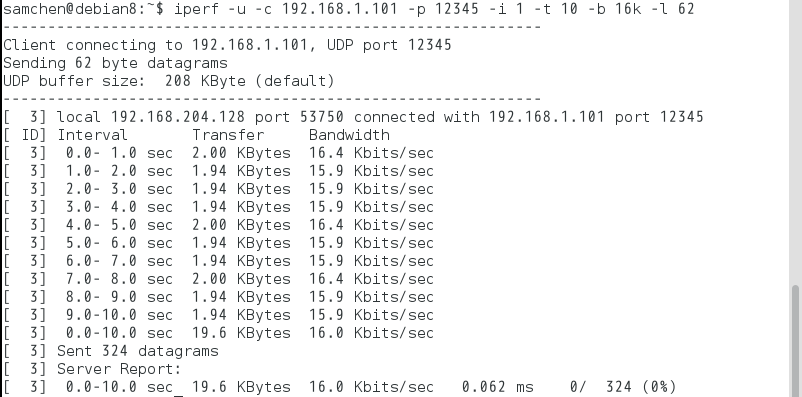 samchen@debian8:~$ iperf -u -c 192.168.1.101 -p 12345 -i 1 -t 10 -b 16k -l 62
------------------------------------------------------------
Client connecting to 192.168.1.101, UDP port 12345
Sending 62 byte datagrams
UDP buffer size:  208 KByte (default)
------------------------------------------------------------
[  3] local 192.168.204.128 port 53750 connected with 192.168.1.101 port 12345
[ ID] Interval       Transfer     Bandwidth
[  3]  0.0- 1.0 sec  2.00 KBytes  16.4 Kbits/sec
[  3]  1.0- 2.0 sec  1.94 KBytes  15.9 Kbits/sec
[  3]  2.0- 3.0 sec  1.94 KBytes  15.9 Kbits/sec
[  3]  3.0- 4.0 sec  1.94 KBytes  15.9 Kbits/sec
[  3]  4.0- 5.0 sec  2.00 KBytes  16.4 Kbits/sec
[  3]  5.0- 6.0 sec  1.94 KBytes  15.9 Kbits/sec
[  3]  6.0- 7.0 sec  1.94 KBytes  15.9 Kbits/sec
[  3]  7.0- 8.0 sec  2.00 KBytes  16.4 Kbits/sec
[  3]  8.0- 9.0 sec  1.94 KBytes  15.9 Kbits/sec
[  3]  9.0-10.0 sec  1.94 KBytes  15.9 Kbits/sec
[  3]  0.0-10.0 sec  19.6 KBytes  16.0 Kbits/sec
[  3] Sent 324 datagrams
[  3] Server Report:
[  3]  0.0-10.0 sec  19.6 KBytes  16.0 Kbits/sec   0.062 ms    0/  324 (0%)